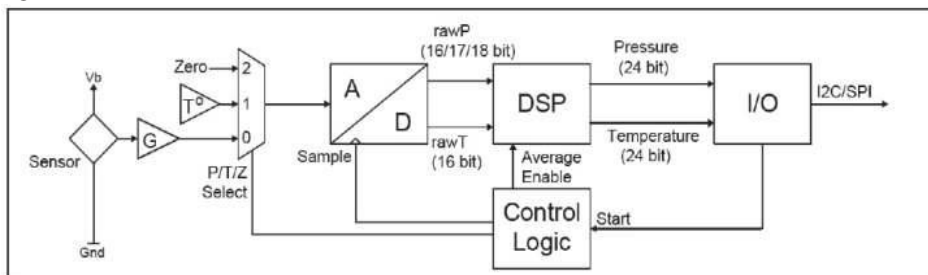 rawP
(16/17/18 bit)
Pressure
(24 bit)
Zero
2
Vb
A
DSP
I/O
I2C/SPI
T°
1
G
0
D
Sensor
Sample
rawT
(16 bit)
Temperature
(24 bit)
P/T/Z
Select
Average
Enable
Control
Logic
Start
Gnd